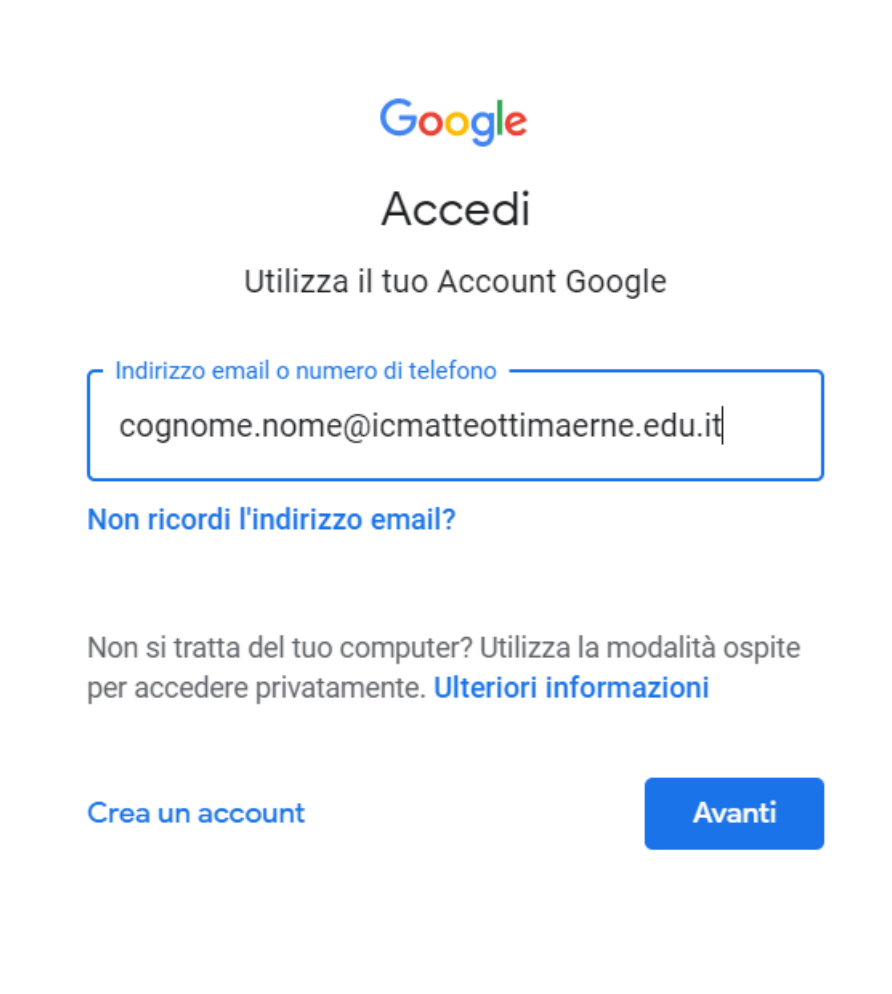 Google
Accedi
Utilizza il tuo Account Google
Indirizzo email o numero di telefono
cognome.nome@icmatteottimaerne.edu.it
Non ricordi l'indirizzo email?
Non si tratta del tuo computer? Utilizza la modalità ospite
per accedere privatamente. Ulteriori informazioni
Crea un account
Avanti